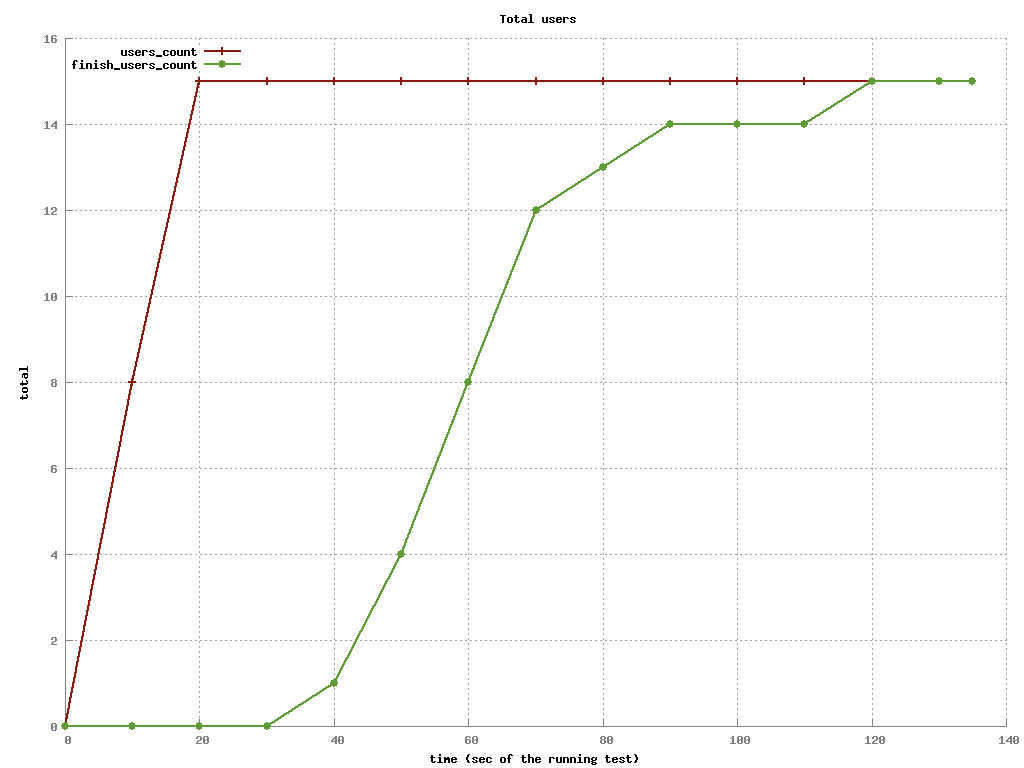 Total users
users_count
finish_users_count
16
14
12
10
8
6
4
2
0
total
0 20 40 60 80 100 120 140
time (sec of the running test)